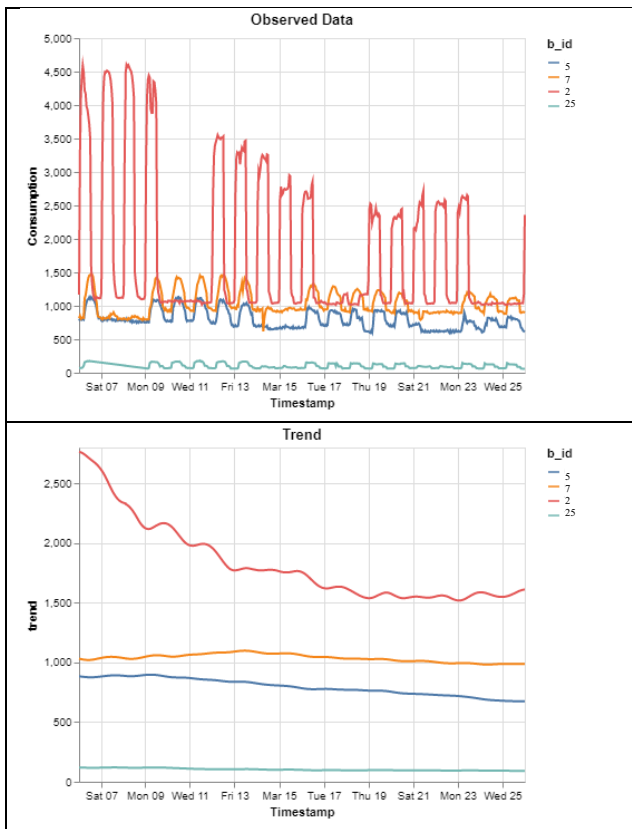 Observed Data
5,000
4,500
4,000
3,500
3,000
2,500
2,000
1,500
1,000
500
0
Consumption
Sat 07 Mon 09 Wed 11 Fri 13 Mar 15 Tue 17 Thu 19 Sat 21 Mon 23 Wed 25
Timestamp
b_id
5
7
2
25
Trend
2,500
2,000
1,500
1,000
500
0
trend
Sat 07 Mon 09 Wed 11 Fri 13 Mar 15 Tue 17 Thu 19 Sat 21 Mon 23 Wed 25
Timestamp
b_id
5
7
2
25